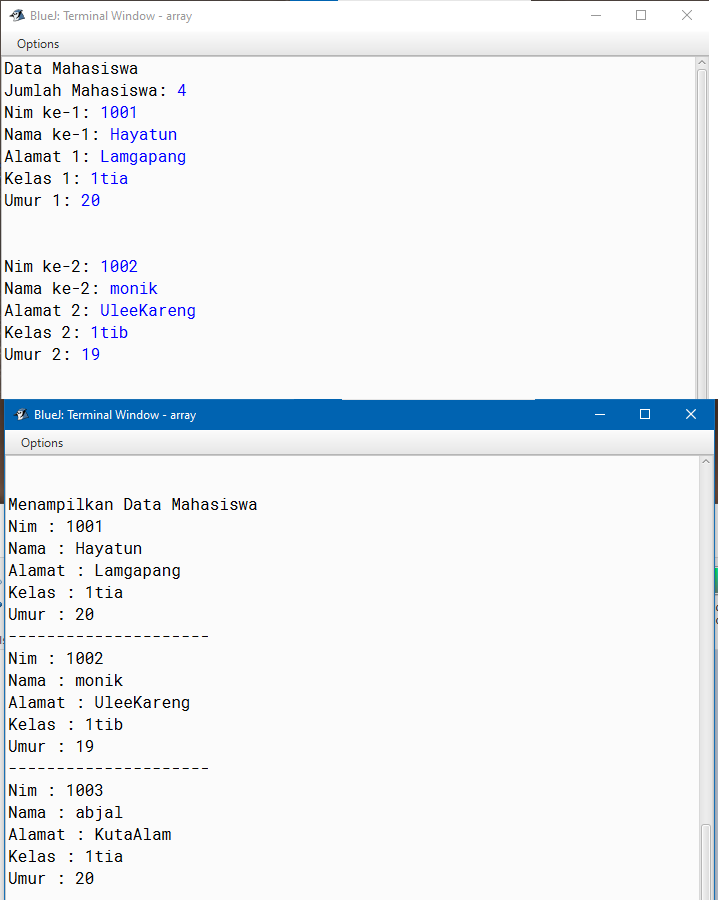 BlueJ: Terminal Window - array
Options
Data Mahasiswa
Jumlah Mahasiswa: 4
Nim ke-1: 1001
Nama ke-1: Hayatun
Alamat 1: Lamgapang
Kelas 1: 1tia
Umur 1: 20
Nim ke-2: 1002
Nama ke-2: monik
Alamat 2: UleeKareng
Kelas 2: 1tib
Umur 2: 19
BlueJ: Terminal Window - array
Options
Menampilkan Data Mahasiswa
Nim : 1001
Nama : Hayatun
Alamat : Lamgapang
Kelas : 1tia
Umur : 20
---------------------
Nim : 1002
Nama : monik
Alamat : UleeKareng
Kelas : 1tib
Umur : 19
---------------------
Nim : 1003
Nama : abjal
Alamat : KutaAlam
Kelas : 1tia
Umur : 20